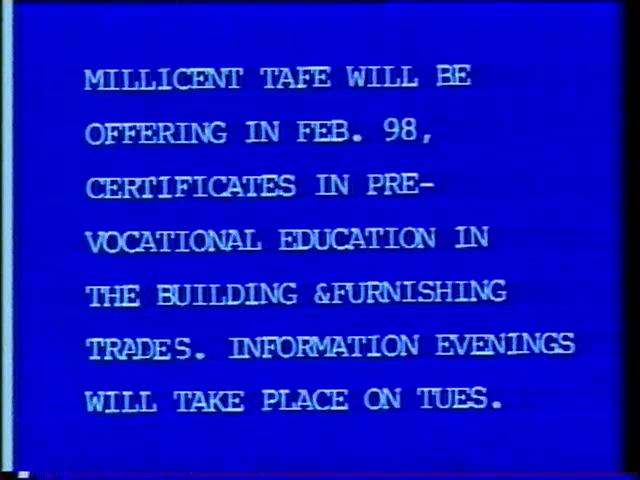 MILLICENT TAFE WILL BE
OFFERING IN FEB. 98,
CERTIFICATES IN PRE-
VOCATIONAL EDUCATION IN
THE BUILDING &FURNISHING
TRADES. INFORMATION EVENINGS
WILL TAKE PLACE ON TUES.